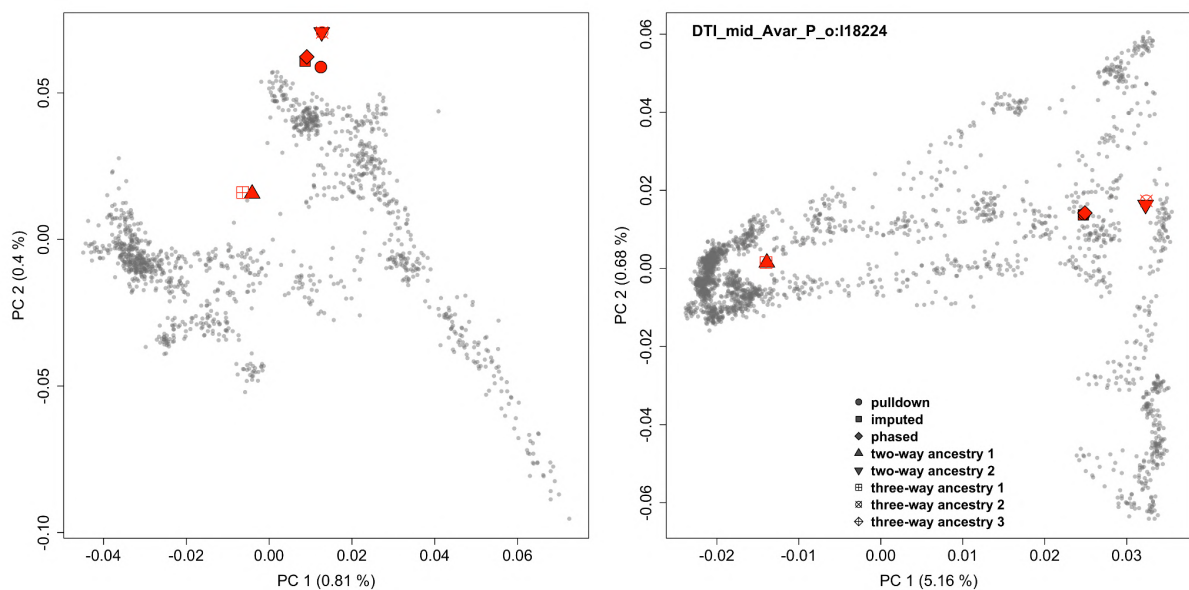 0.05
0.00
-0.05
-0.10
PC 2 (0.4 %)
-0.04
-0.02
0.00
0.02
0.04
0.06
PC 1 (0.81 %)
DTI_mid_Avar_P_o:I18224
0.06
0.04
0.02
0.00
-0.02
-0.04
-0.06
PC 2 (0.68 %)
pulldown
imputed
phased
two-way ancestry 1
two-way ancestry 2
three-way ancestry 1
three-way ancestry 2
three-way ancestry 3
-0.02
-0.01
0.00
0.01
0.02
0.03
PC 1 (5.16 %)